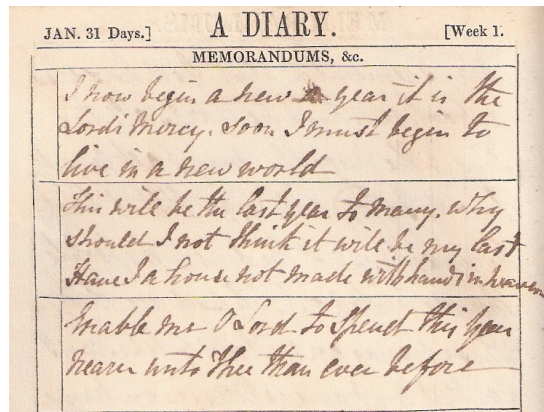 JAN. 31 Days.] A DIARY. [Week 1.
MEMORANDUMS, &c.
I now begin a new year it is the
Lord's Mercy. soon I must begin to
live in a new world
This will be the last year to many. Why
should I not think it will be my last
Have I a house not made with hands in heaven
Enable me O Lord to spend this year
nearer unto Thee than ever before